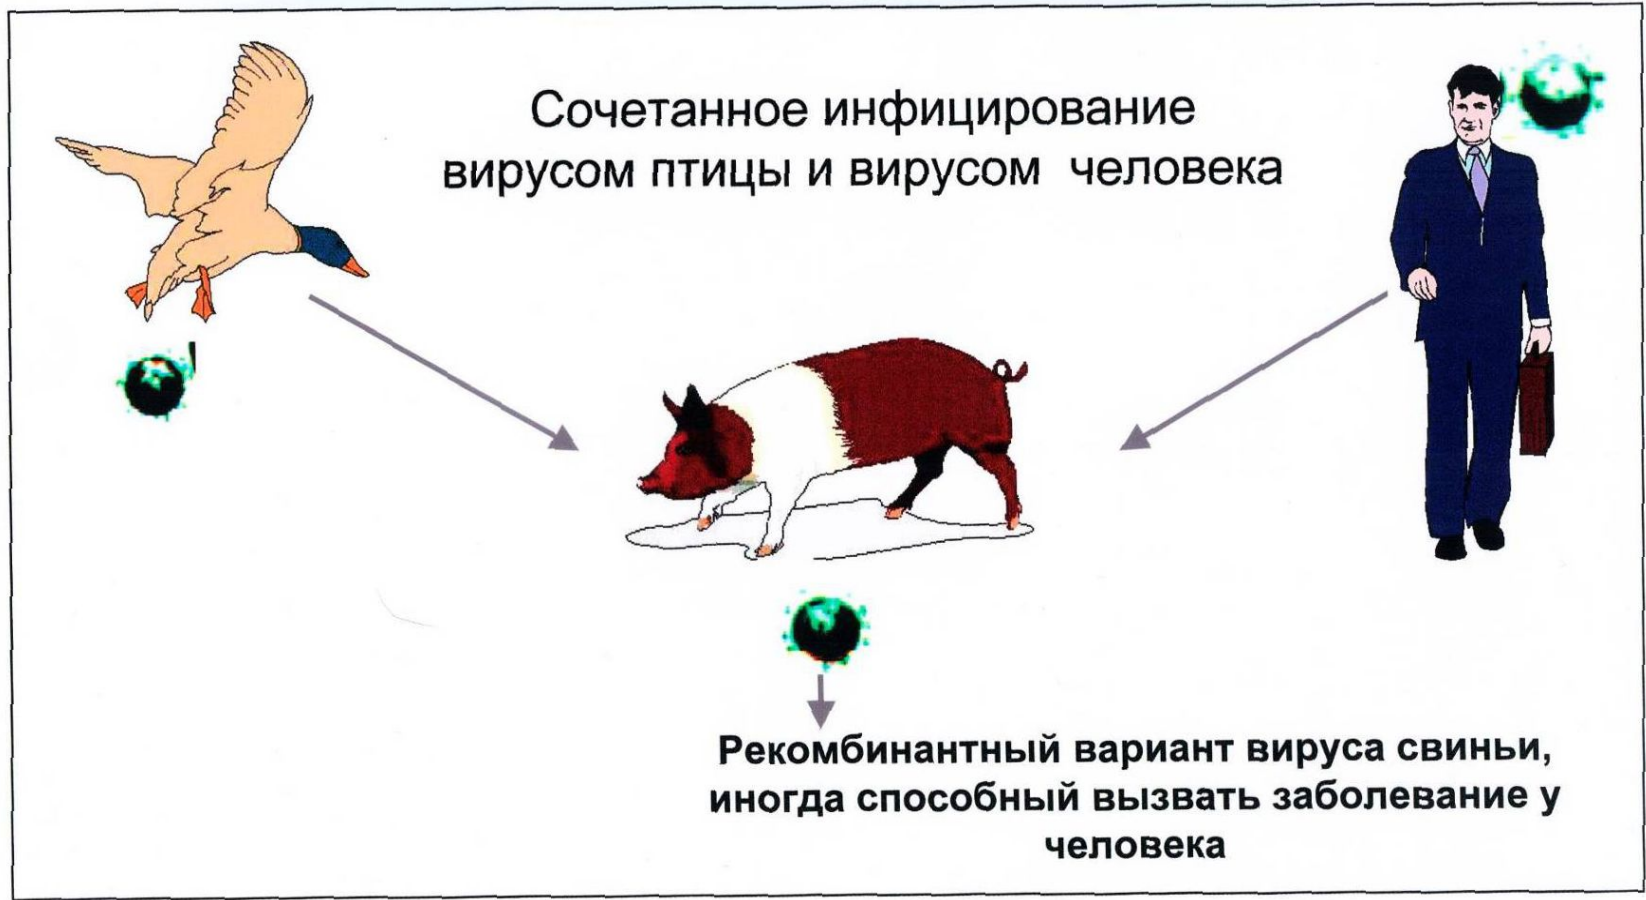 Сочетанное инфицирование
вирусом птицы и вирусом человека
Рекомбинантный вариант вируса свиньи,
иногда способный вызвать заболевание у
человека